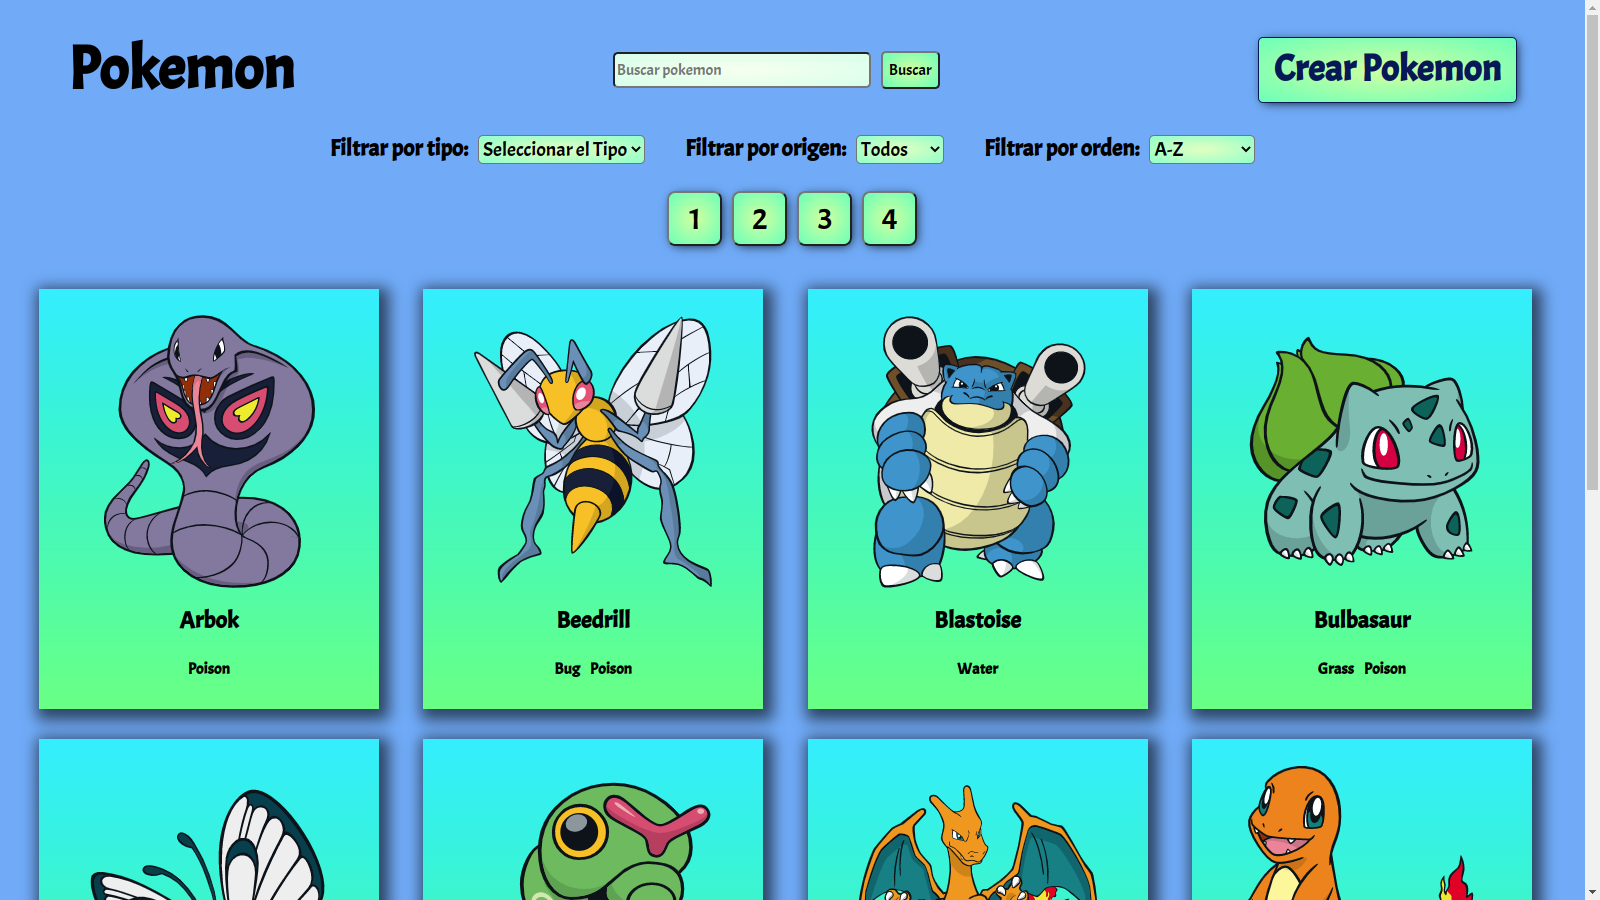 Pokemon
Buscar pokemon
Buscar
Crear Pokemon
Filtrar por tipo: Seleccionar el Tipo
Filtrar por origen: Todos
Filtrar por orden: A-Z
1 2 3 4
Arbok
Poison
Beedrill
Bug Poison
Blastoise
Water
Bulbasaur
Grass Poison